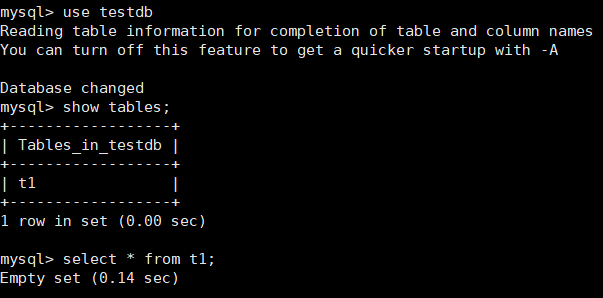 mysql> use testdb
Reading table information for completion of table and column names
You can turn off this feature to get a quicker startup with -A

Database changed
mysql> show tables;
+------------------+
| Tables_in_testdb |
+------------------+
| t1               |
+------------------+
1 row in set (0.00 sec)

mysql> select * from t1;
Empty set (0.14 sec)